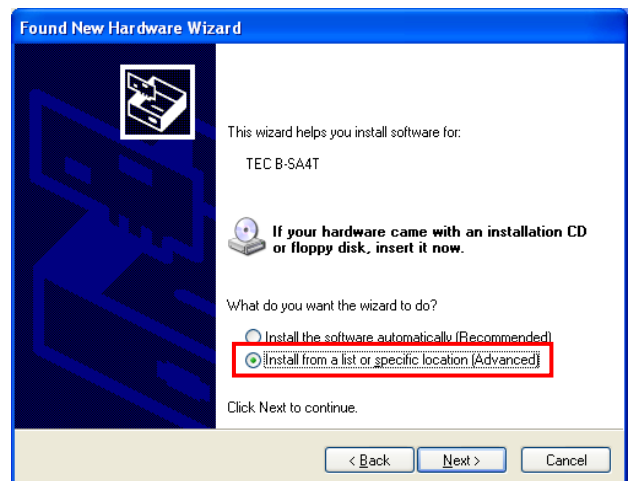 Found New Hardware Wizard
This wizard helps you install software for:
TEC B-SA4T
If your hardware came with an installation CD
or floppy disk, insert it now.
What do you want the wizard to do?
Install the software automatically (Recommended)
Install from a list or specific location (Advanced)
Click Next to continue.
< Back
Next >
Cancel